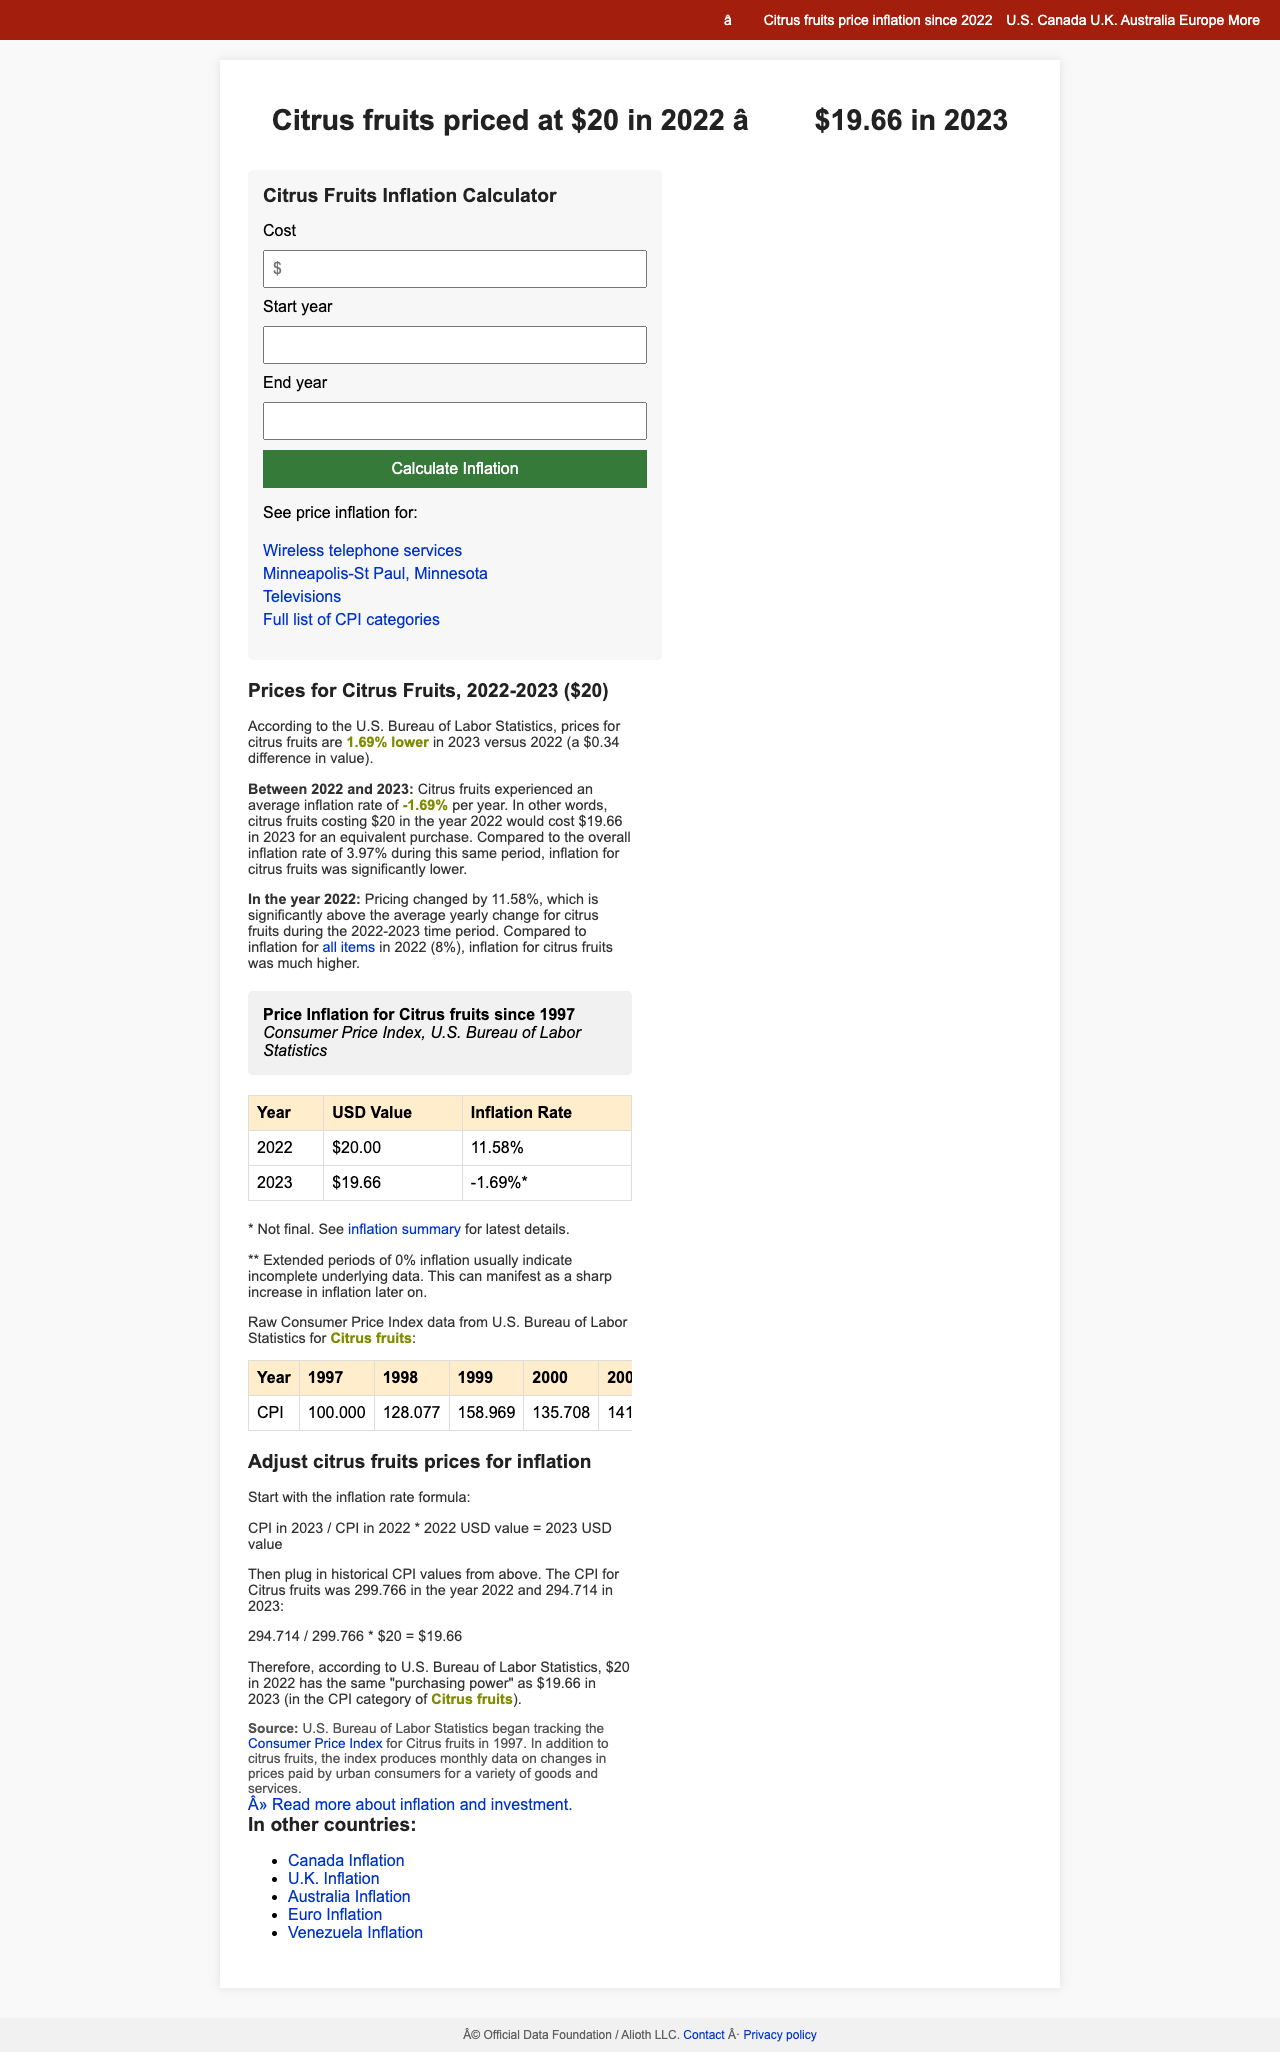 â Citrus fruits price inflation since 2022 U.S. Canada U.K. Australia Europe More
Citrus fruits priced at $20 in 2022 â $19.66 in 2023
Citrus Fruits Inflation Calculator
Cost
$
Start year
End year
Calculate Inflation
See price inflation for:
Wireless telephone services
Minneapolis-St Paul, Minnesota
Televisions
Full list of CPI categories
Prices for Citrus Fruits, 2022-2023 ($20)
According to the U.S. Bureau of Labor Statistics, prices for
citrus fruits are 1.69% lower in 2023 versus 2022 (a $0.34
difference in value).
Between 2022 and 2023: Citrus fruits experienced an
average inflation rate of -1.69% per year. In other words,
citrus fruits costing $20 in the year 2022 would cost $19.66
in 2023 for an equivalent purchase. Compared to the overall
inflation rate of 3.97% during this same period, inflation for
citrus fruits was significantly lower.
In the year 2022: Pricing changed by 11.58%, which is
significantly above the average yearly change for citrus
fruits during the 2022-2023 time period. Compared to
inflation for all items in 2022 (8%), inflation for citrus fruits
was much higher.
Price Inflation for Citrus fruits since 1997
Consumer Price Index, U.S. Bureau of Labor
Statistics
Year USD Value Inflation Rate
2022 $20.00 11.58%
2023 $19.66 -1.69%*
* Not final. See inflation summary for latest details.
** Extended periods of 0% inflation usually indicate
incomplete underlying data. This can manifest as a sharp
increase in inflation later on.
Raw Consumer Price Index data from U.S. Bureau of Labor
Statistics for Citrus fruits:
Year 1997 1998 1999 2000 200
CPI 100.000 128.077 158.969 135.708 141
Adjust citrus fruits prices for inflation
Start with the inflation rate formula:
CPI in 2023 / CPI in 2022 * 2022 USD value = 2023 USD
value
Then plug in historical CPI values from above. The CPI for
Citrus fruits was 299.766 in the year 2022 and 294.714 in
2023:
294.714 / 299.766 * $20 = $19.66
Therefore, according to U.S. Bureau of Labor Statistics, $20
in 2022 has the same "purchasing power" as $19.66 in
2023 (in the CPI category of Citrus fruits).
Source: U.S. Bureau of Labor Statistics began tracking the
Consumer Price Index for Citrus fruits in 1997. In addition to
citrus fruits, the index produces monthly data on changes in
prices paid by urban consumers for a variety of goods and
services.
Â» Read more about inflation and investment.
In other countries:
• Canada Inflation
• U.K. Inflation
• Australia Inflation
• Euro Inflation
• Venezuela Inflation
Â© Official Data Foundation / Alioth LLC. Contact Â· Privacy policy